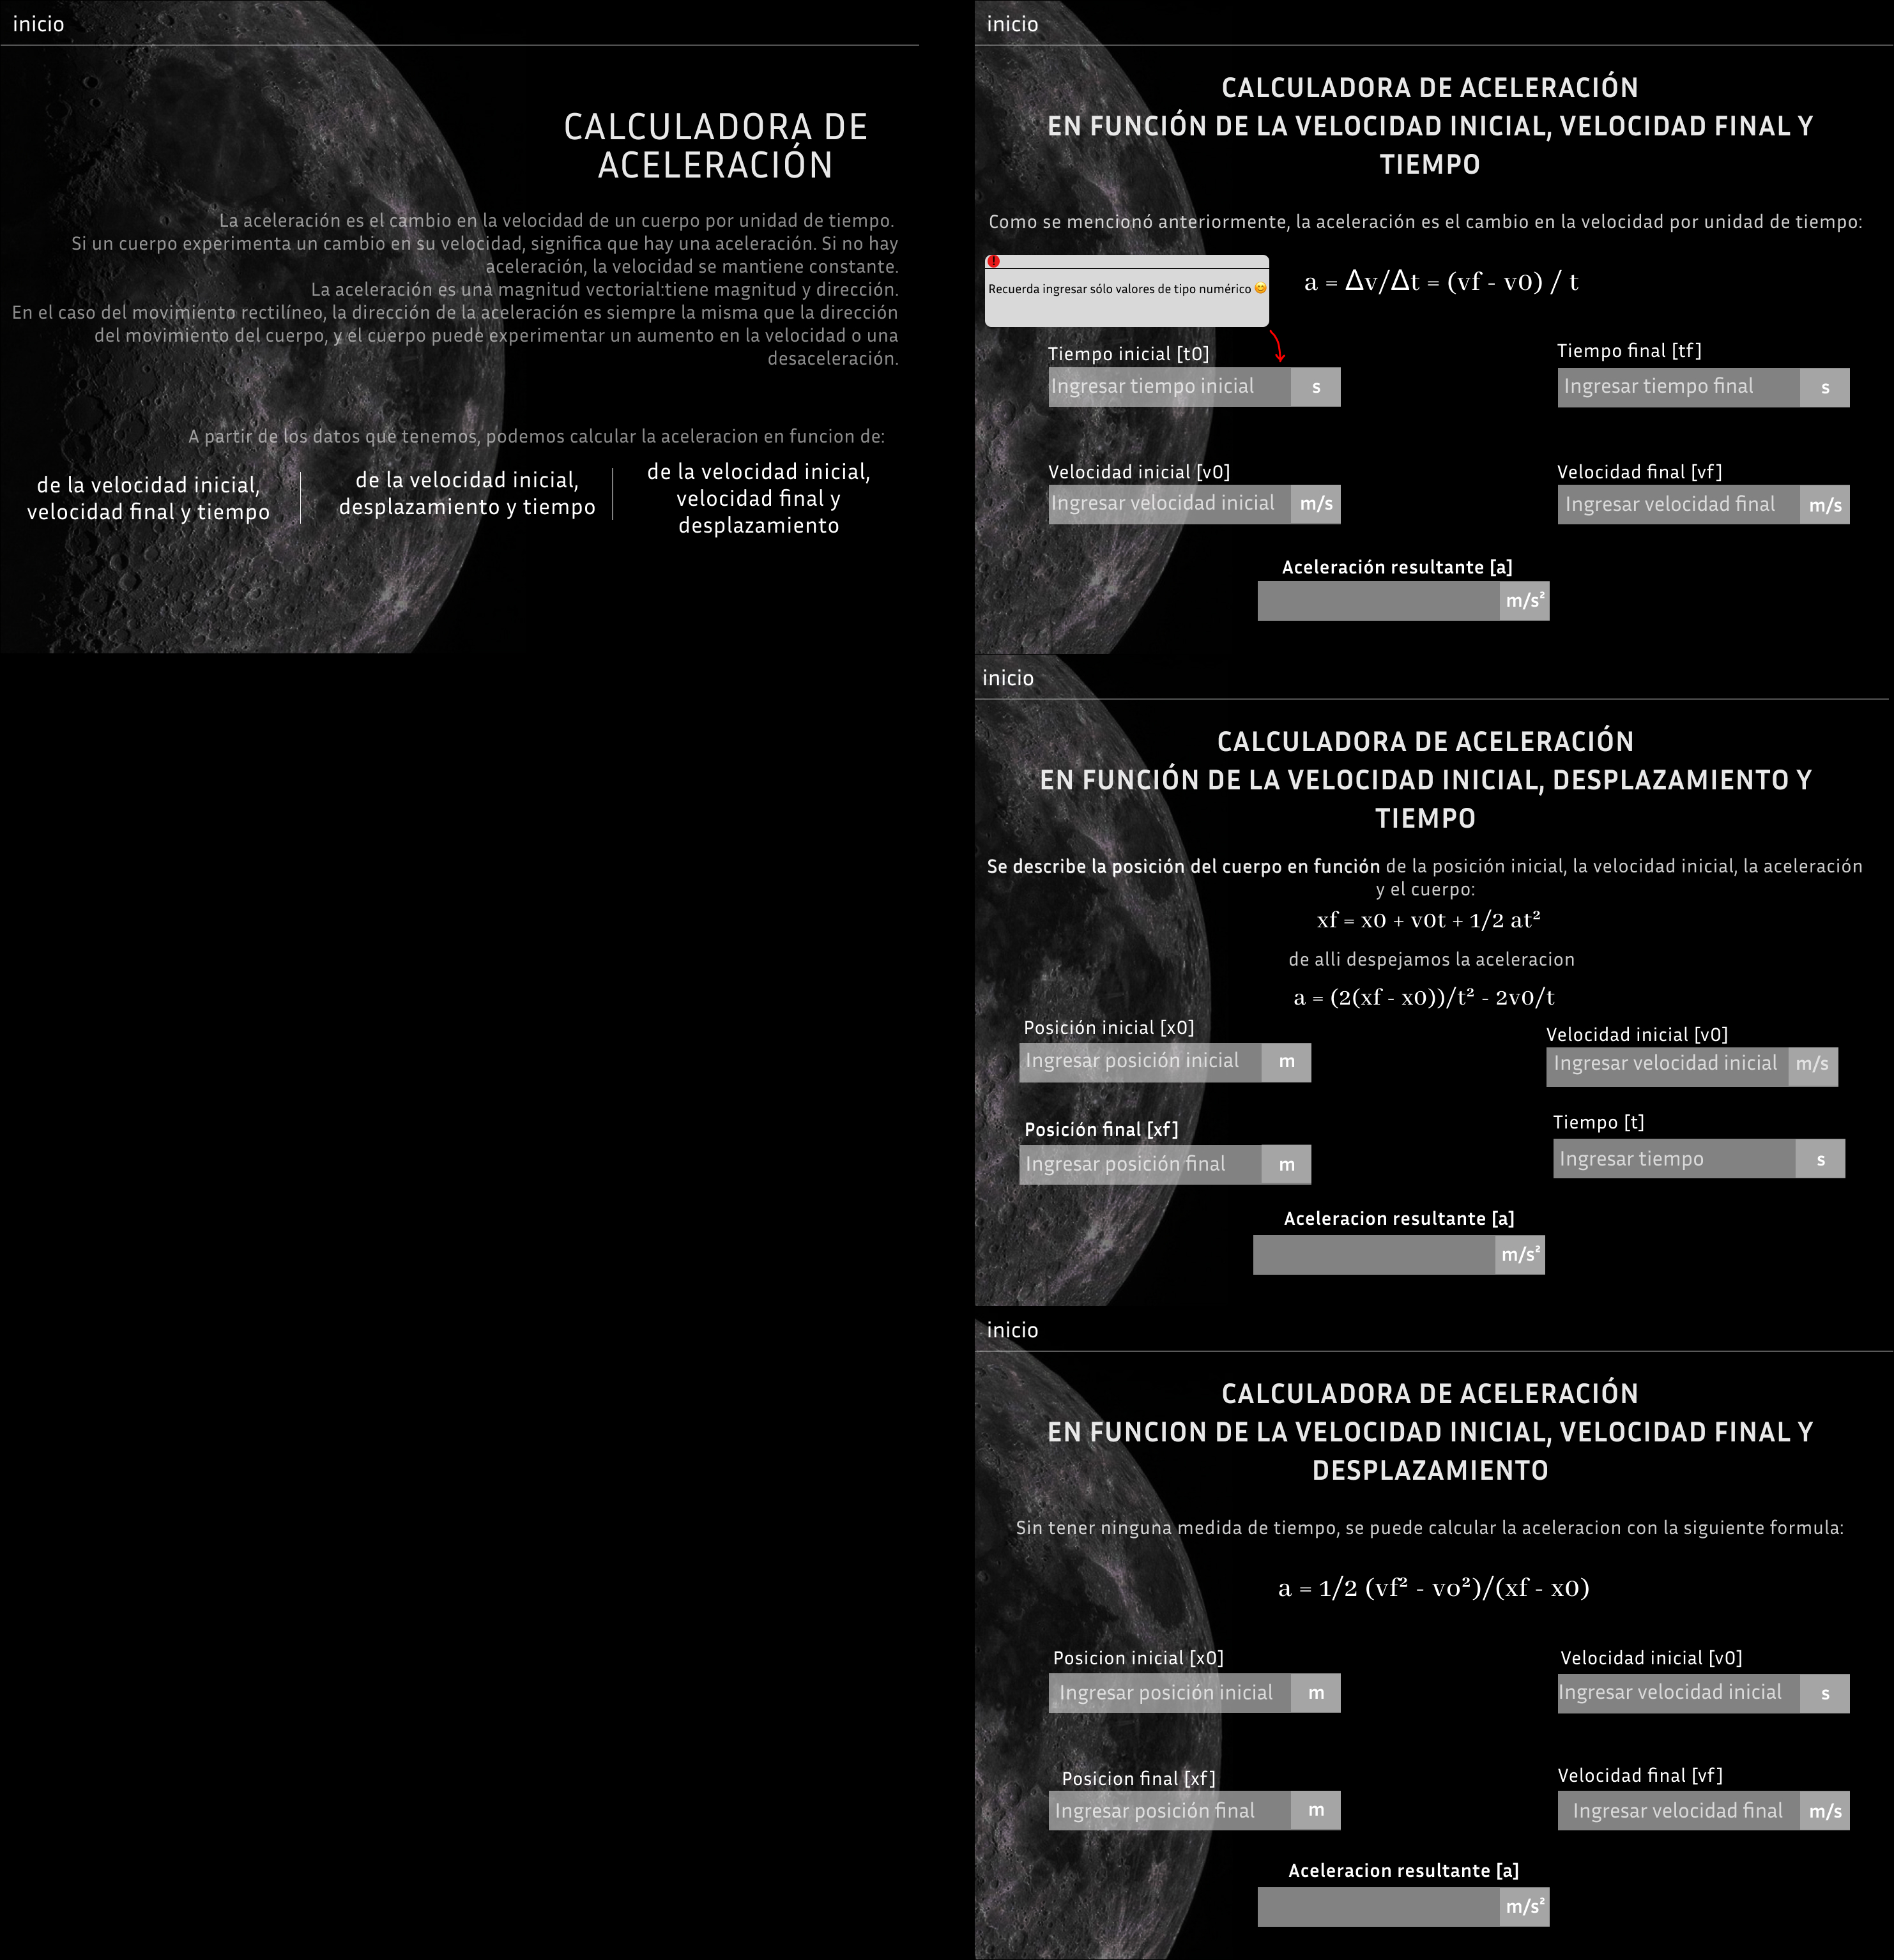 inicio
CALCULADORA DE
ACELERACIÓN
La aceleración es el cambio en la velocidad de un cuerpo por unidad de tiempo.
Si un cuerpo experimenta un cambio en su velocidad, significa que hay una aceleración. Si no hay
aceleración, la velocidad se mantiene constante.
La aceleración es una magnitud vectorial:tiene magnitud y dirección.
En el caso del movimiento rectilíneo, la dirección de la aceleración es siempre la misma que la dirección
del movimiento del cuerpo, y el cuerpo puede experimentar un aumento en la velocidad o una
desaceleración.
A partir de los datos que tenemos, podemos calcular la aceleracion en funcion de:
de la velocidad inicial,
velocidad final y tiempo
de la velocidad inicial,
desplazamiento y tiempo
de la velocidad inicial,
velocidad final y
desplazamiento
inicio
CALCULADORA DE ACELERACIÓN
EN FUNCIÓN DE LA VELOCIDAD INICIAL, VELOCIDAD FINAL Y
TIEMPO
Como se mencionó anteriormente, la aceleración es el cambio en la velocidad por unidad de tiempo:
!
Recuerda ingresar sólo valores de tipo numérico 😊
a = Δv/Δt = (vf - v0) / t
Tiempo inicial [t0]
Ingresar tiempo inicial s
Tiempo final [tf]
Ingresar tiempo final s
Velocidad inicial [v0]
Ingresar velocidad inicial m/s
Velocidad final [vf]
Ingresar velocidad final m/s
Aceleración resultante [a]
m/s²
inicio
CALCULADORA DE ACELERACIÓN
EN FUNCIÓN DE LA VELOCIDAD INICIAL, DESPLAZAMIENTO Y
TIEMPO
Se describe la posición del cuerpo en función de la posición inicial, la velocidad inicial, la aceleración
y el cuerpo:
xf = x0 + v0t + 1/2 at²
de alli despejamos la aceleracion
a = (2(xf - x0))/t² - 2v0/t
Posición inicial [x0]
Ingresar posición inicial m
Velocidad inicial [v0]
Ingresar velocidad inicial m/s
Posición final [xf]
Ingresar posición final m
Tiempo [t]
Ingresar tiempo s
Aceleracion resultante [a]
m/s²
inicio
CALCULADORA DE ACELERACIÓN
EN FUNCION DE LA VELOCIDAD INICIAL, VELOCIDAD FINAL Y
DESPLAZAMIENTO
Sin tener ninguna medida de tiempo, se puede calcular la aceleracion con la siguiente formula:
a = 1/2 (vf² - vo²)/(xf - x0)
Posicion inicial [x0]
Ingresar posición inicial m
Velocidad inicial [v0]
Ingresar velocidad inicial s
Posicion final [xf]
Ingresar posición final m
Velocidad final [vf]
Ingresar velocidad final m/s
Aceleracion resultante [a]
m/s²